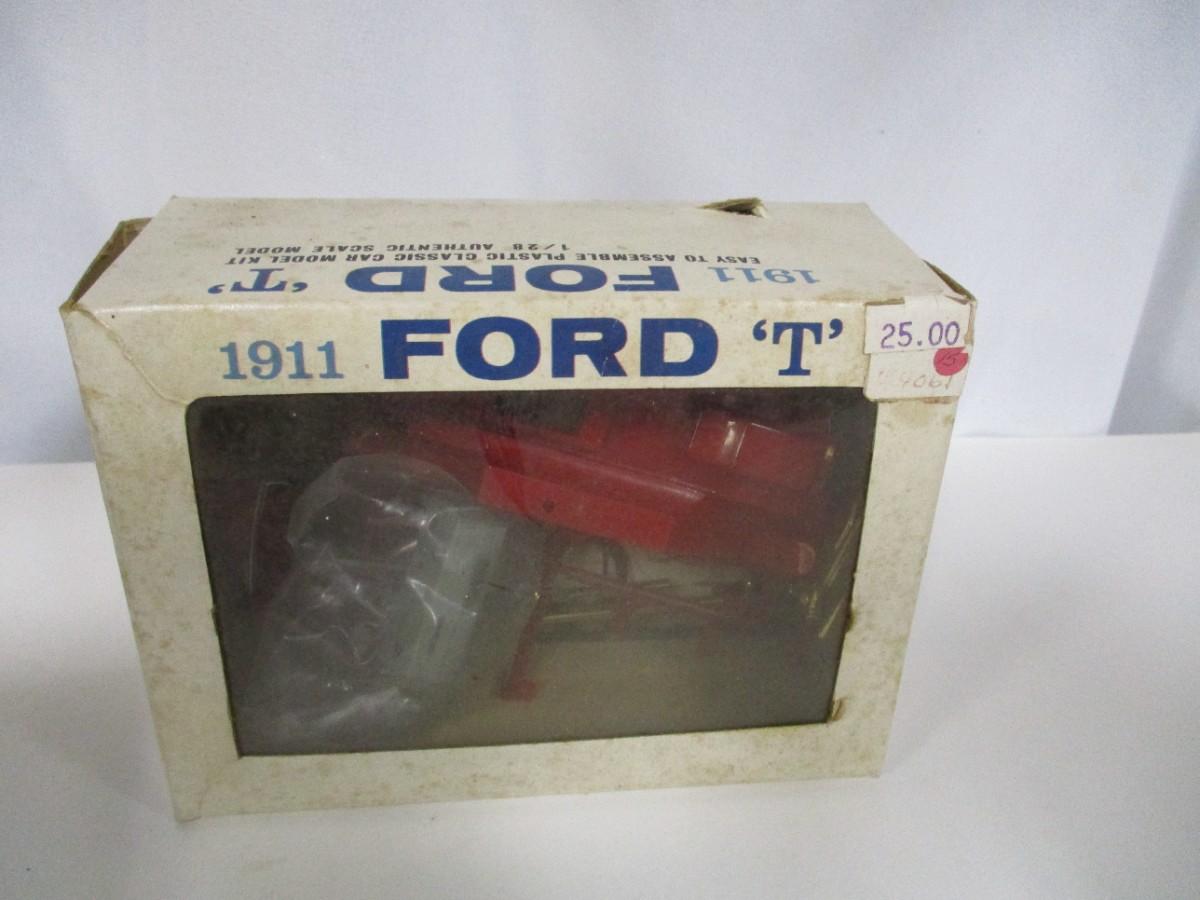 1911 FORD 'T'
EASY TO ASSEMBLE PLASTIC CLASSIC CAR MODEL KIT
1/28 AUTHENTIC SCALE MODEL
1911 FORD 'T'
25.00
15